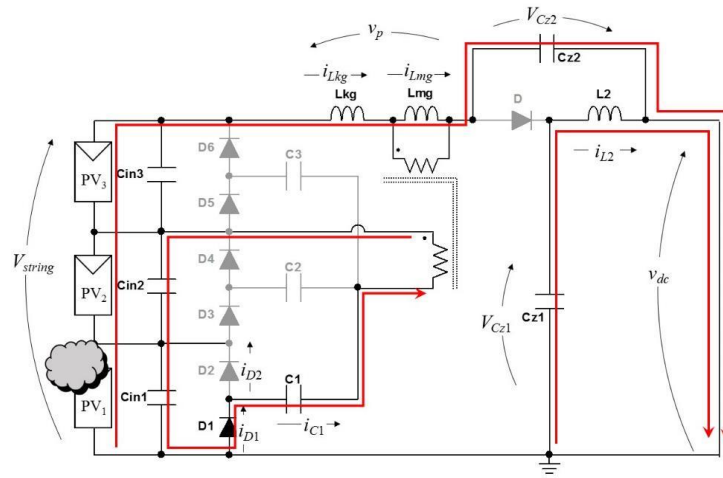 V_Cz2
v_p
i_Lkg
i_Lmg
Cz2
Lkg
Lmg
L2
D
D6
C3
Cin3
PV3
D5
i_L2
V_string
D4
C2
Cin2
PV2
v_dc
D3
V_Cz1
Cz1
D2
i_D2
C1
Cin1
PV1
D1
i_D1
i_C1